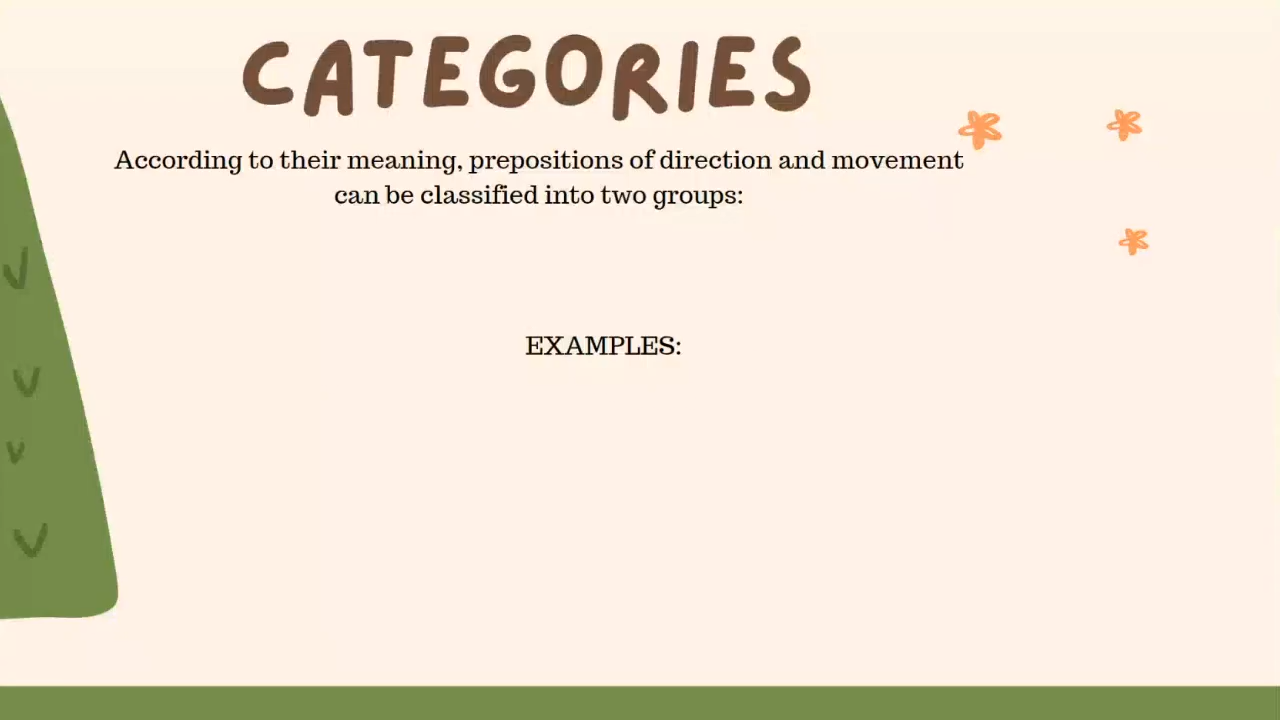 CATEGORIES
According to their meaning, prepositions of direction and movement
can be classified into two groups:
EXAMPLES: